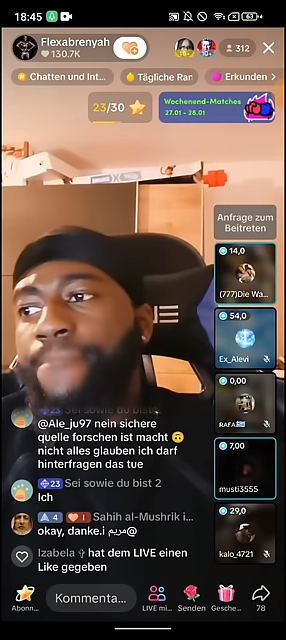 18:45
63
Flexabrenyah
130.7K
312
Chatten und Int...
Tägliche Ran
Erkunden >
23/30
Wochenend-Matches
27.01 - 28.01
Anfrage zum
Beitreten
14,0
(777)Die Wa...
54,0
Ex_Alevi
0,00
RAFA
7,00
musti3555
29,0
kalo_4721
23 Sei sowie du bist 2
@Ale_ju97 nein sichere
quelle forschen ist macht 🙃
nicht alles glauben ich darf
hinterfragen das tue
23 Sei sowie du bist 2
Ich
4 1 Sahih al-Mushrik i...
okay, danke.i مريم@
Izabela ✞ hat dem LIVE einen
Like gegeben
Abonn...
Kommenta...
LIVE mi...
Senden
Gesche...
78